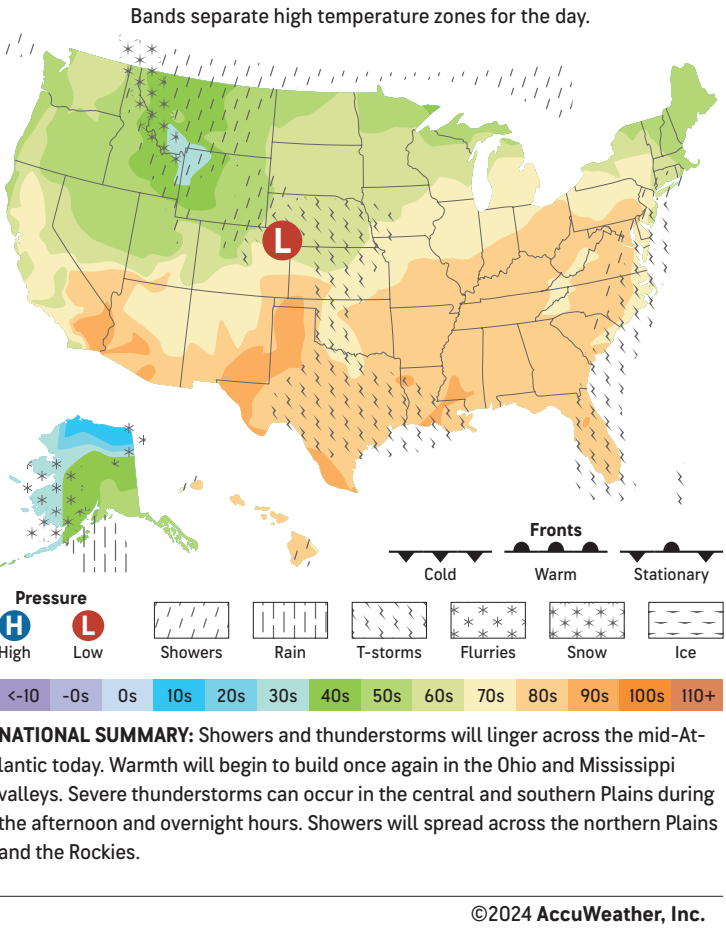 Bands separate high temperature zones for the day.
L
Fronts
Cold Warm Stationary
Pressure
H L
High Low Showers Rain T-storms Flurries Snow Ice
<-10 -0s 0s 10s 20s 30s 40s 50s 60s 70s 80s 90s 100s 110+
NATIONAL SUMMARY: Showers and thunderstorms will linger across the mid-At-
lantic today. Warmth will begin to build once again in the Ohio and Mississippi
valleys. Severe thunderstorms can occur in the central and southern Plains during
the afternoon and overnight hours. Showers will spread across the northern Plains
and the Rockies.
©2024 AccuWeather, Inc.